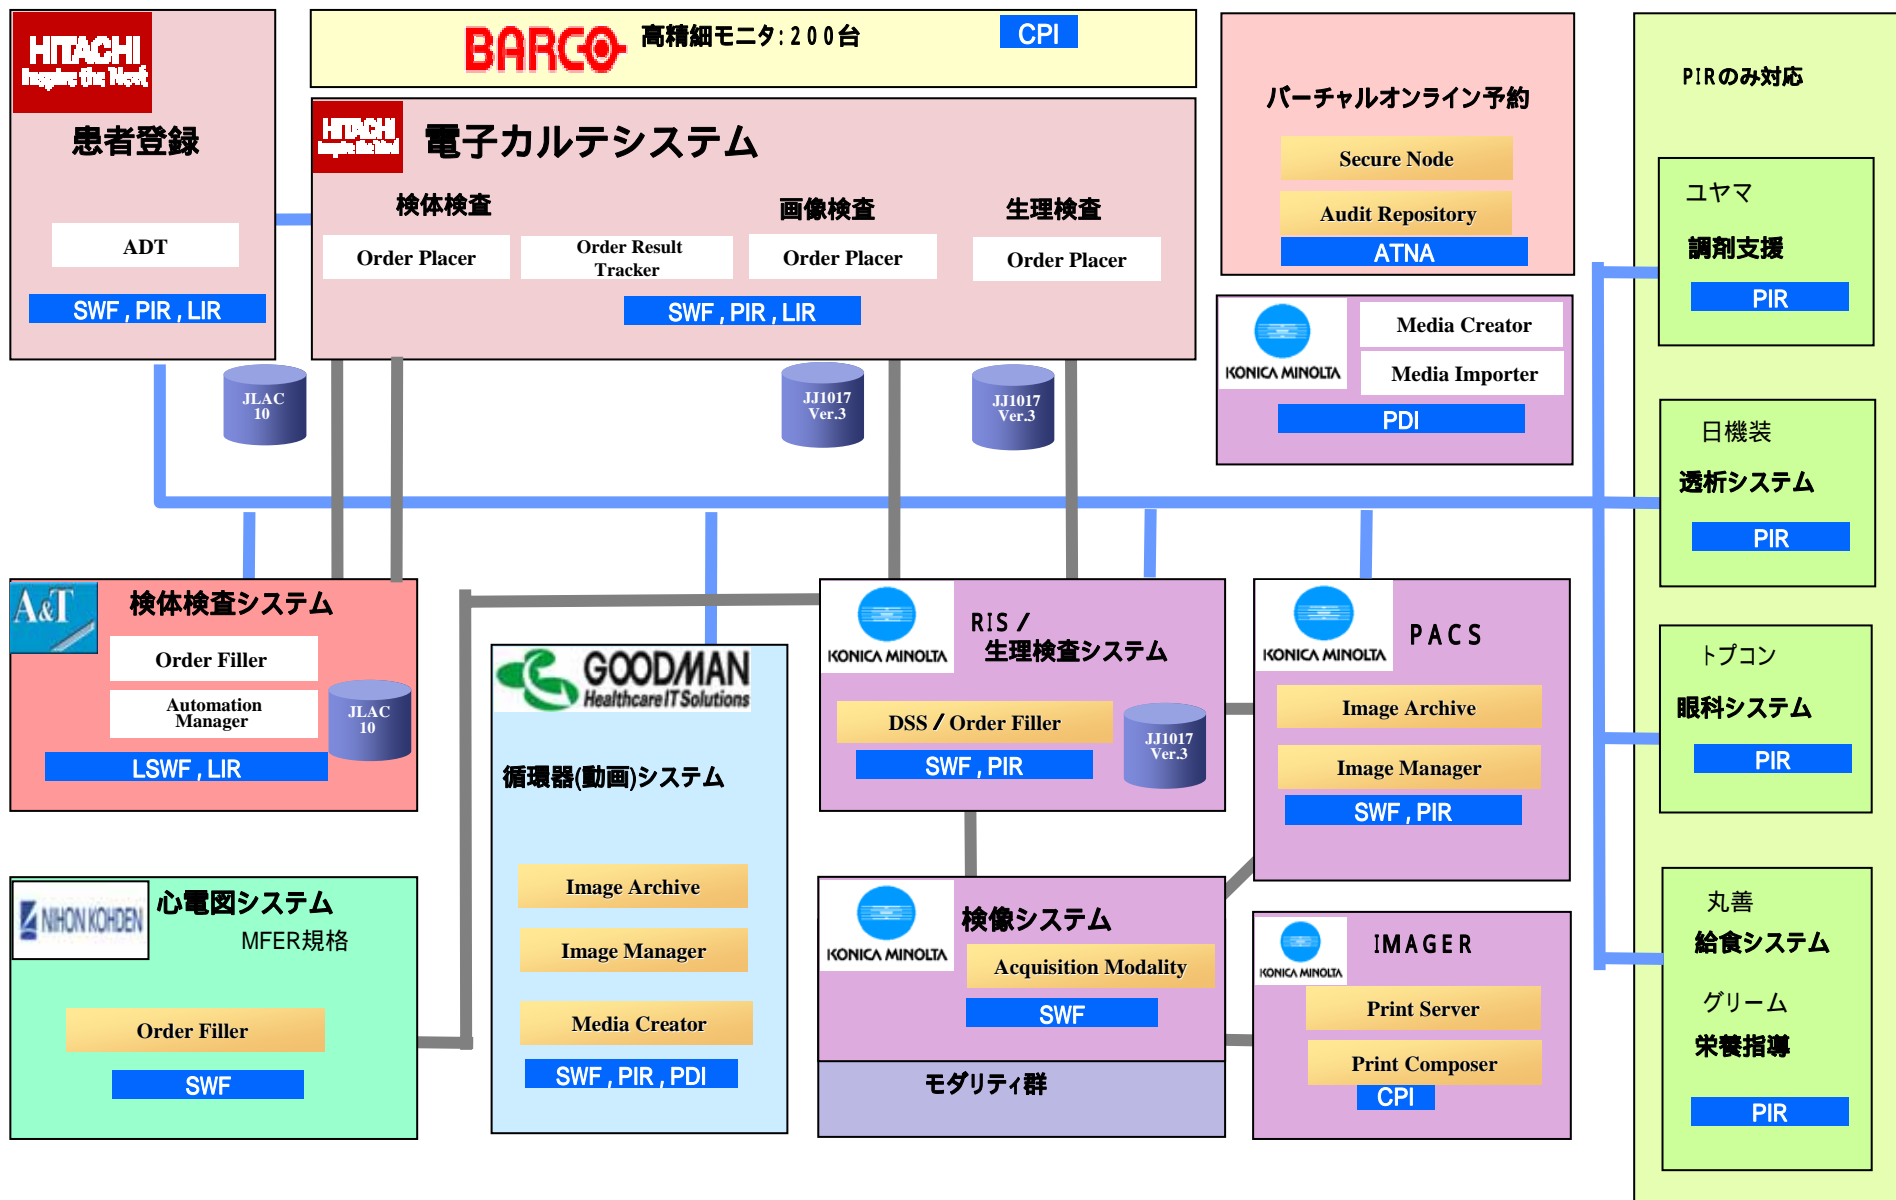 HITACHI
Inspire the Next
患者登録
ADT
SWF , PIR , LIR
BARCO
高精細モニタ:200台
CPI
HITACHI
Inspire the Next
電子カルテシステム
検体検査
画像検査
生理検査
Order Placer
Order Result
Tracker
Order Placer
Order Placer
SWF , PIR , LIR
バーチャルオンライン予約
Secure Node
Audit Repository
ATNA
KONICA MINOLTA
Media Creator
Media Importer
PDI
PIRのみ対応
ユヤマ
調剤支援
PIR
日機装
透析システム
PIR
トプコン
眼科システム
PIR
丸善
給食システム
グリーム
栄養指導
PIR
JLAC
10
JJ1017
Ver.3
JJ1017
Ver.3
A&T
検体検査システム
Order Filler
Automation
Manager
JLAC
10
LSWF , LIR
GOODMAN
Healthcare IT Solutions
循環器(動画)システム
Image Archive
Image Manager
Media Creator
SWF , PIR , PDI
KONICA MINOLTA
RIS /
生理検査システム
DSS / Order Filler
SWF , PIR
JJ1017
Ver.3
KONICA MINOLTA
PACS
Image Archive
Image Manager
SWF , PIR
NIHON KOHDEN
心電図システム
MFER規格
Order Filler
SWF
KONICA MINOLTA
検像システム
Acquisition Modality
SWF
モダリティ群
KONICA MINOLTA
IMAGER
Print Server
Print Composer
CPI